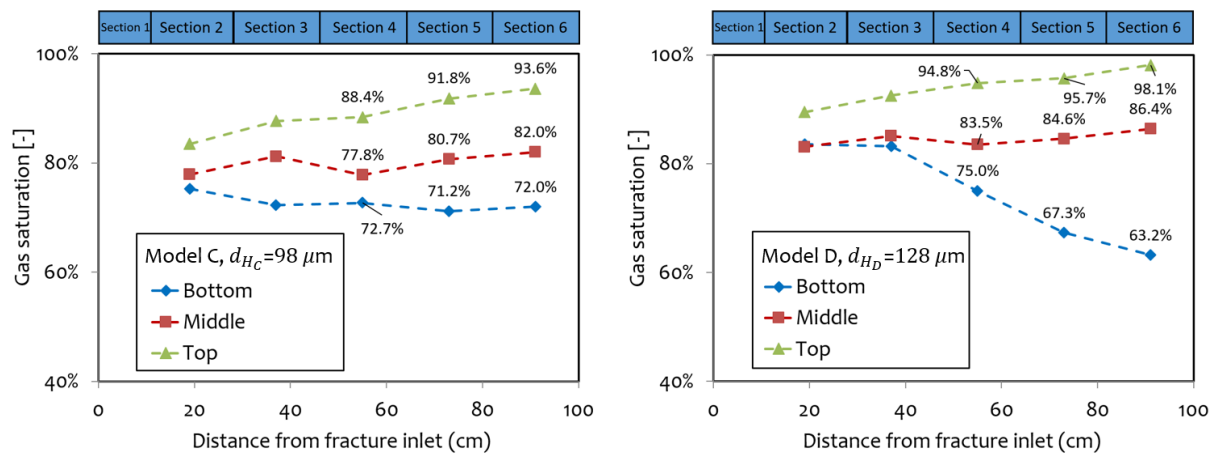 Section 1 Section 2 Section 3 Section 4 Section 5 Section 6
100%
80%
60%
40%
Gas saturation [-]
93.6%
91.8%
88.4%
82.0%
80.7%
77.8%
72.0%
71.2%
72.7%
Model C, d_{H_C}=98 μm
Bottom
Middle
Top
0 20 40 60 80 100
Distance from fracture inlet (cm)
Section 1 Section 2 Section 3 Section 4 Section 5 Section 6
100%
80%
60%
40%
Gas saturation [-]
94.8%
95.7%
98.1%
86.4%
84.6%
83.5%
75.0%
67.3%
63.2%
Model D, d_{H_D}=128 μm
Bottom
Middle
Top
0 20 40 60 80 100
Distance from fracture inlet (cm)